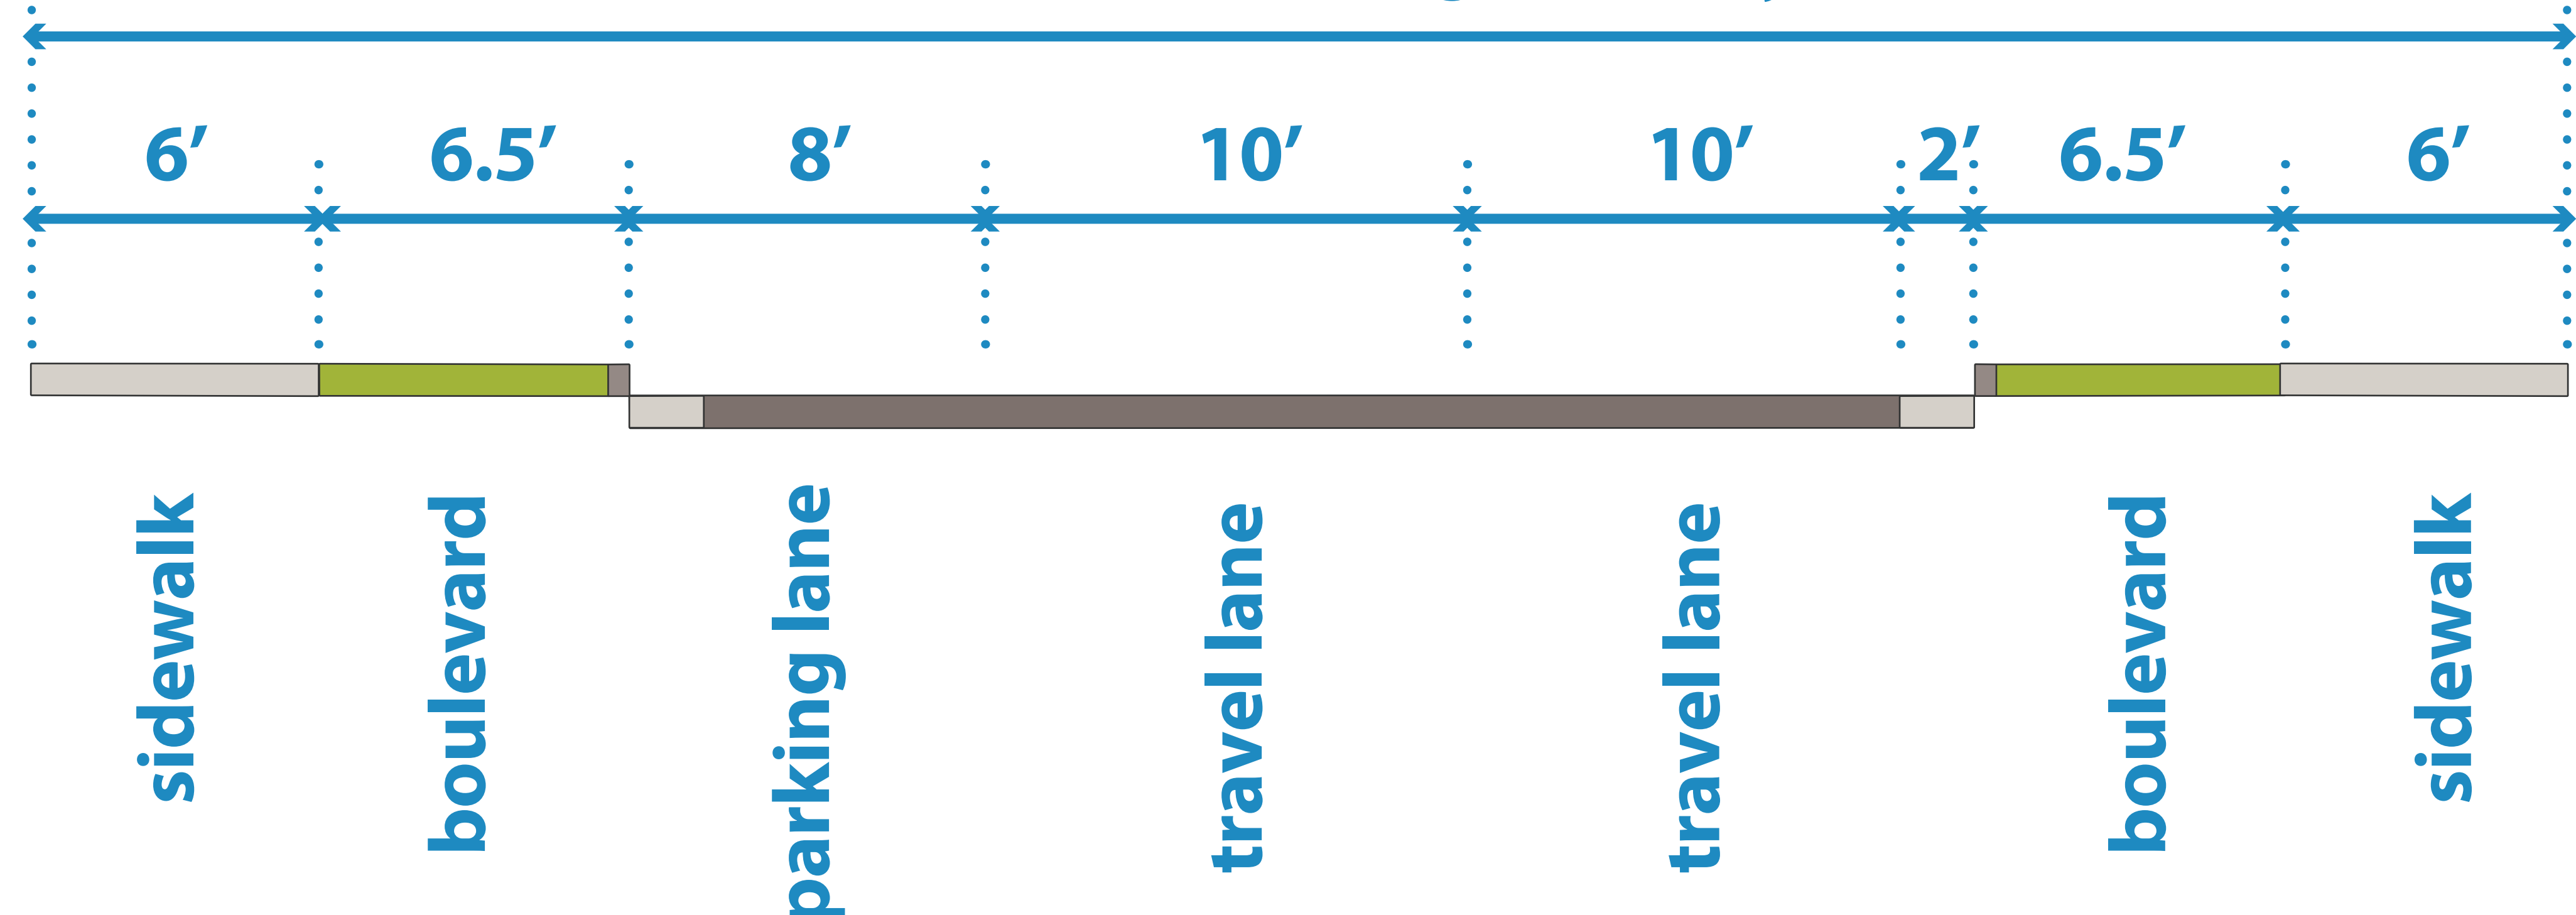 6′ 6.5′ 8′ 10′ 10′ 2′ 6.5′ 6′
sidewalk
boulevard
parking lane
travel lane
travel lane
boulevard
sidewalk